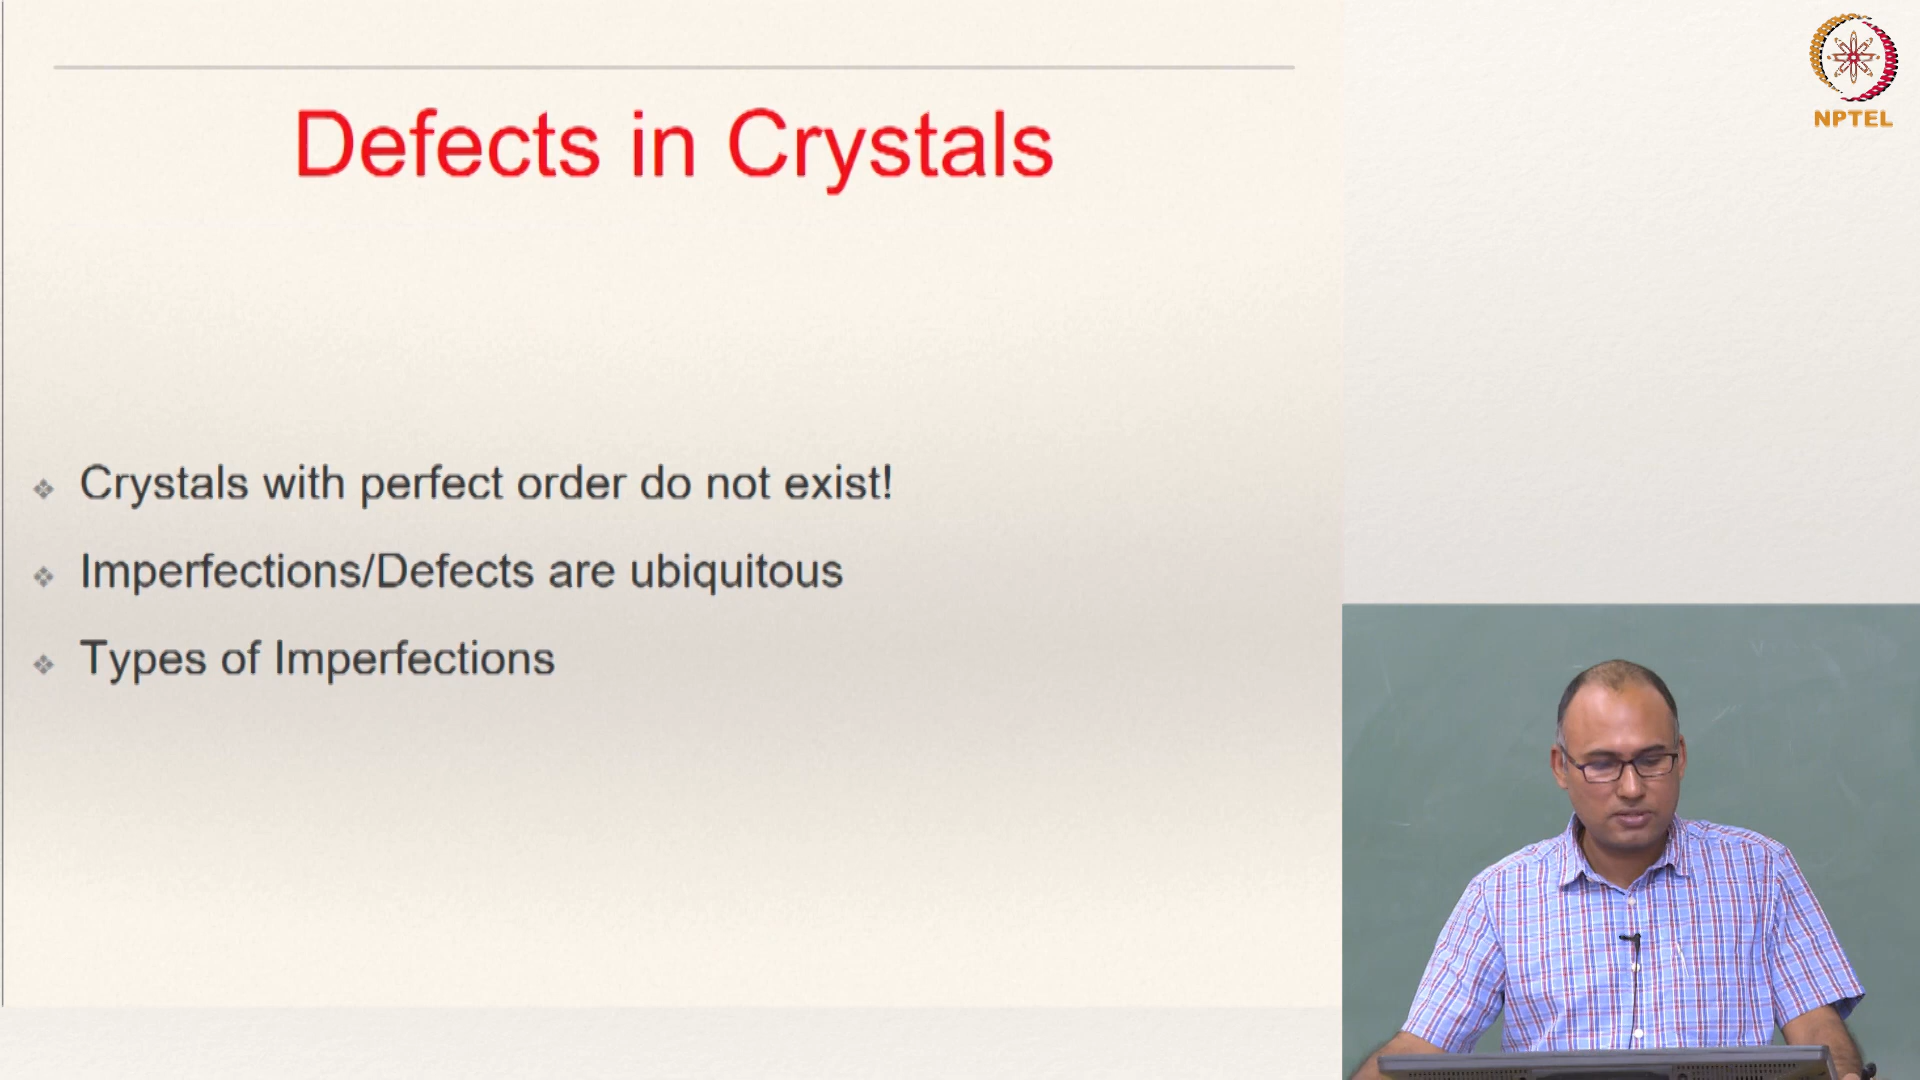 Defects in Crystals
NPTEL
Crystals with perfect order do not exist!
Imperfections/Defects are ubiquitous
Types of Imperfections